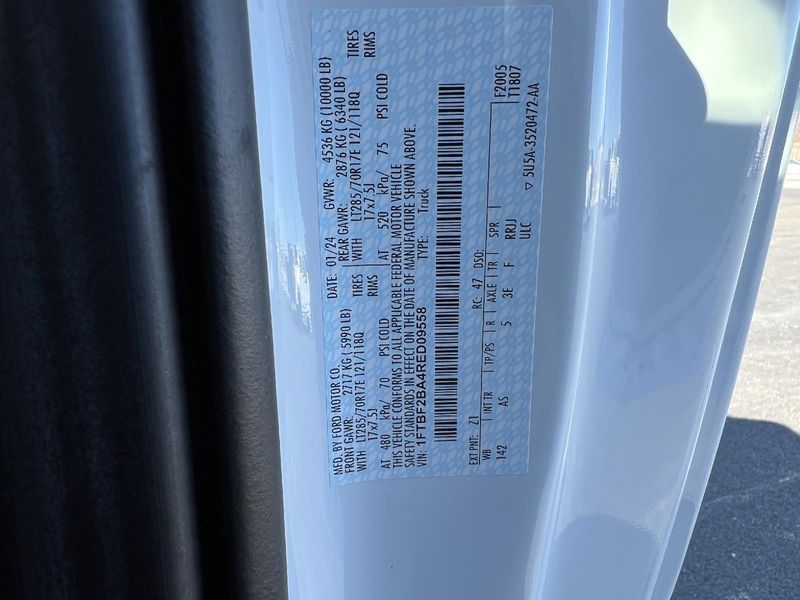 MFD. BY FORD MOTOR CO.
DATE: 01/24 GVWR: 4536 KG (10000 LB)
FRONT GAWR: 2717 KG (5990 LB) REAR GAWR: 2876 KG (6340 LB)
WITH LT285/70R17E 121/118Q TIRES WITH LT285/70R17E 121/118Q TIRES
17x7.5J RIMS 17x7.5J RIMS
AT 480 kPa/ 70 PSI COLD AT 520 kPa/ 75 PSI COLD
THIS VEHICLE CONFORMS TO ALL APPLICABLE FEDERAL MOTOR VEHICLE
SAFETY STANDARDS IN EFFECT ON THE DATE OF MANUFACTURE SHOWN ABOVE.
VIN: 1FTBF2BA4RED09558 TYPE: Truck
EXT PNT: Z1 RC: 47 DSO: F2005
WB INT TR TP/PS R AXLE TR SPR T1807
142 AS 5 3E F RRJJ
ULC ▽ 5U5A-3520472-AA